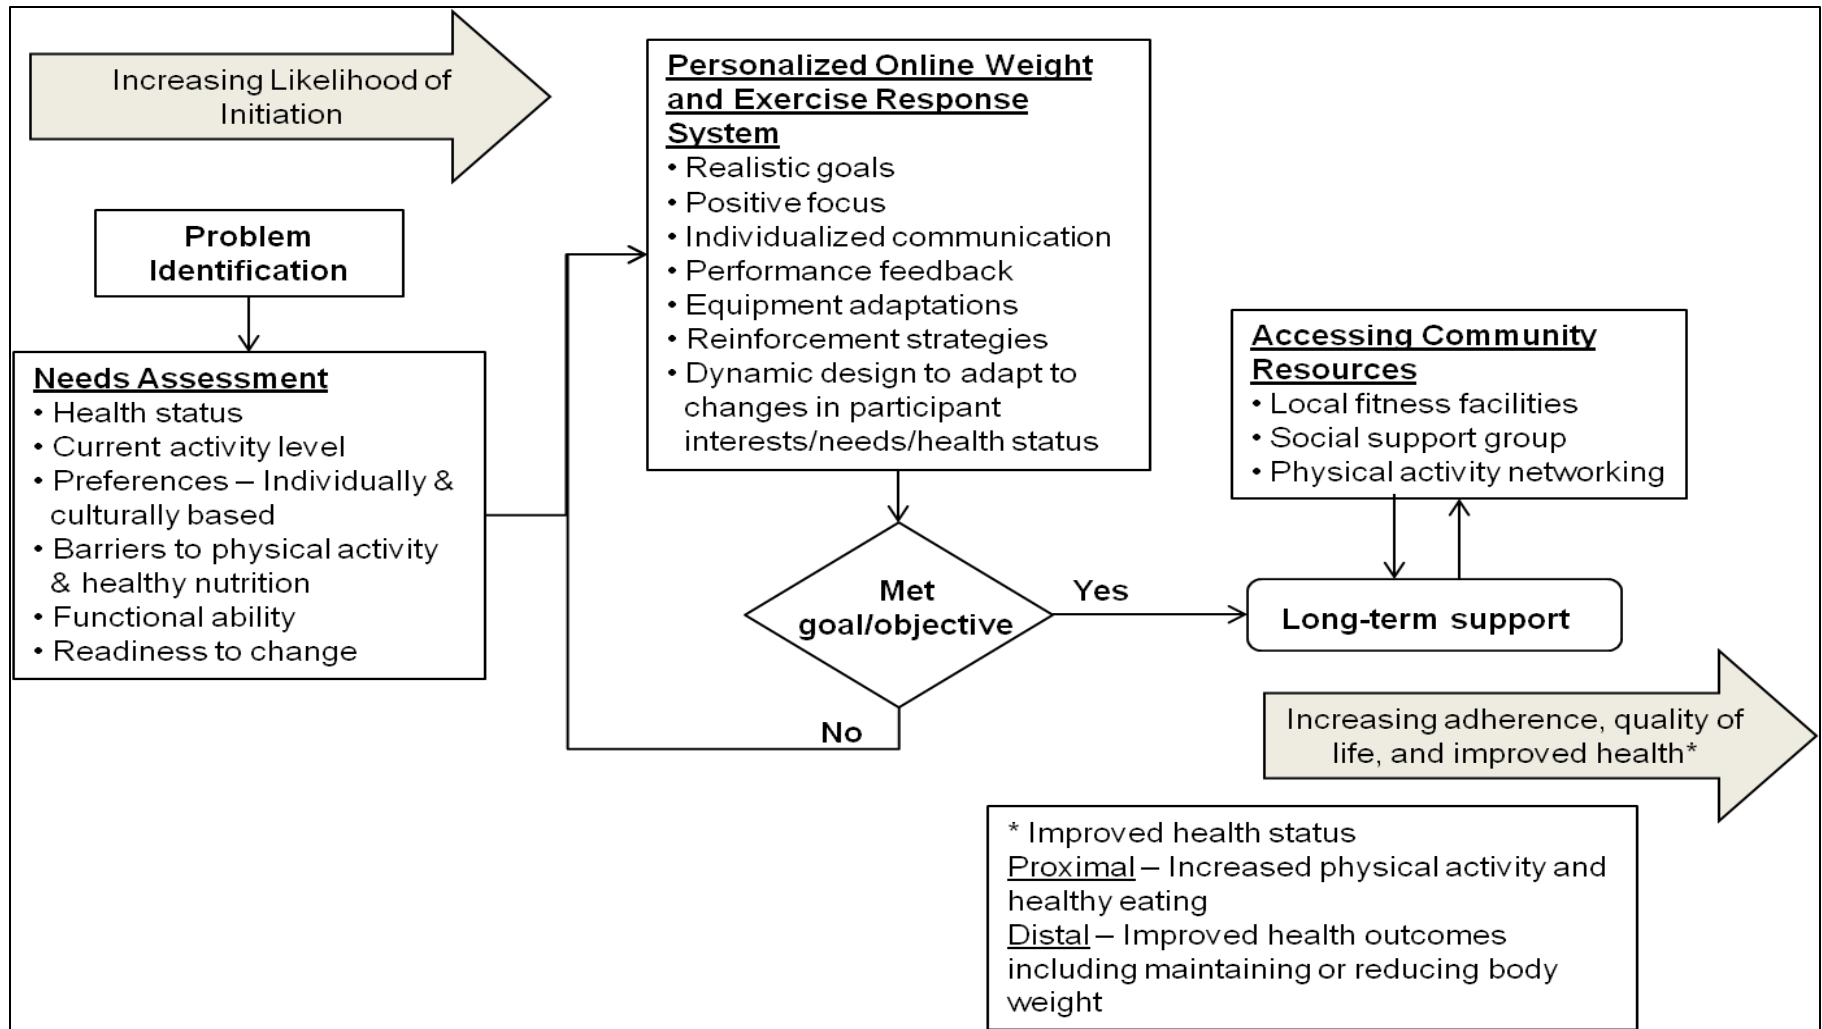 Increasing Likelihood of
Initiation
Problem
Identification
Needs Assessment
• Health status
• Current activity level
• Preferences – Individually &
culturally based
• Barriers to physical activity
& healthy nutrition
• Functional ability
• Readiness to change
Personalized Online Weight
and Exercise Response
System
• Realistic goals
• Positive focus
• Individualized communication
• Performance feedback
• Equipment adaptations
• Reinforcement strategies
• Dynamic design to adapt to
changes in participant
interests/needs/health status
Met
goal/objective
Yes
No
Accessing Community
Resources
• Local fitness facilities
• Social support group
• Physical activity networking
Long-term support
Increasing adherence, quality of
life, and improved health*
* Improved health status
Proximal – Increased physical activity and
healthy eating
Distal – Improved health outcomes
including maintaining or reducing body
weight